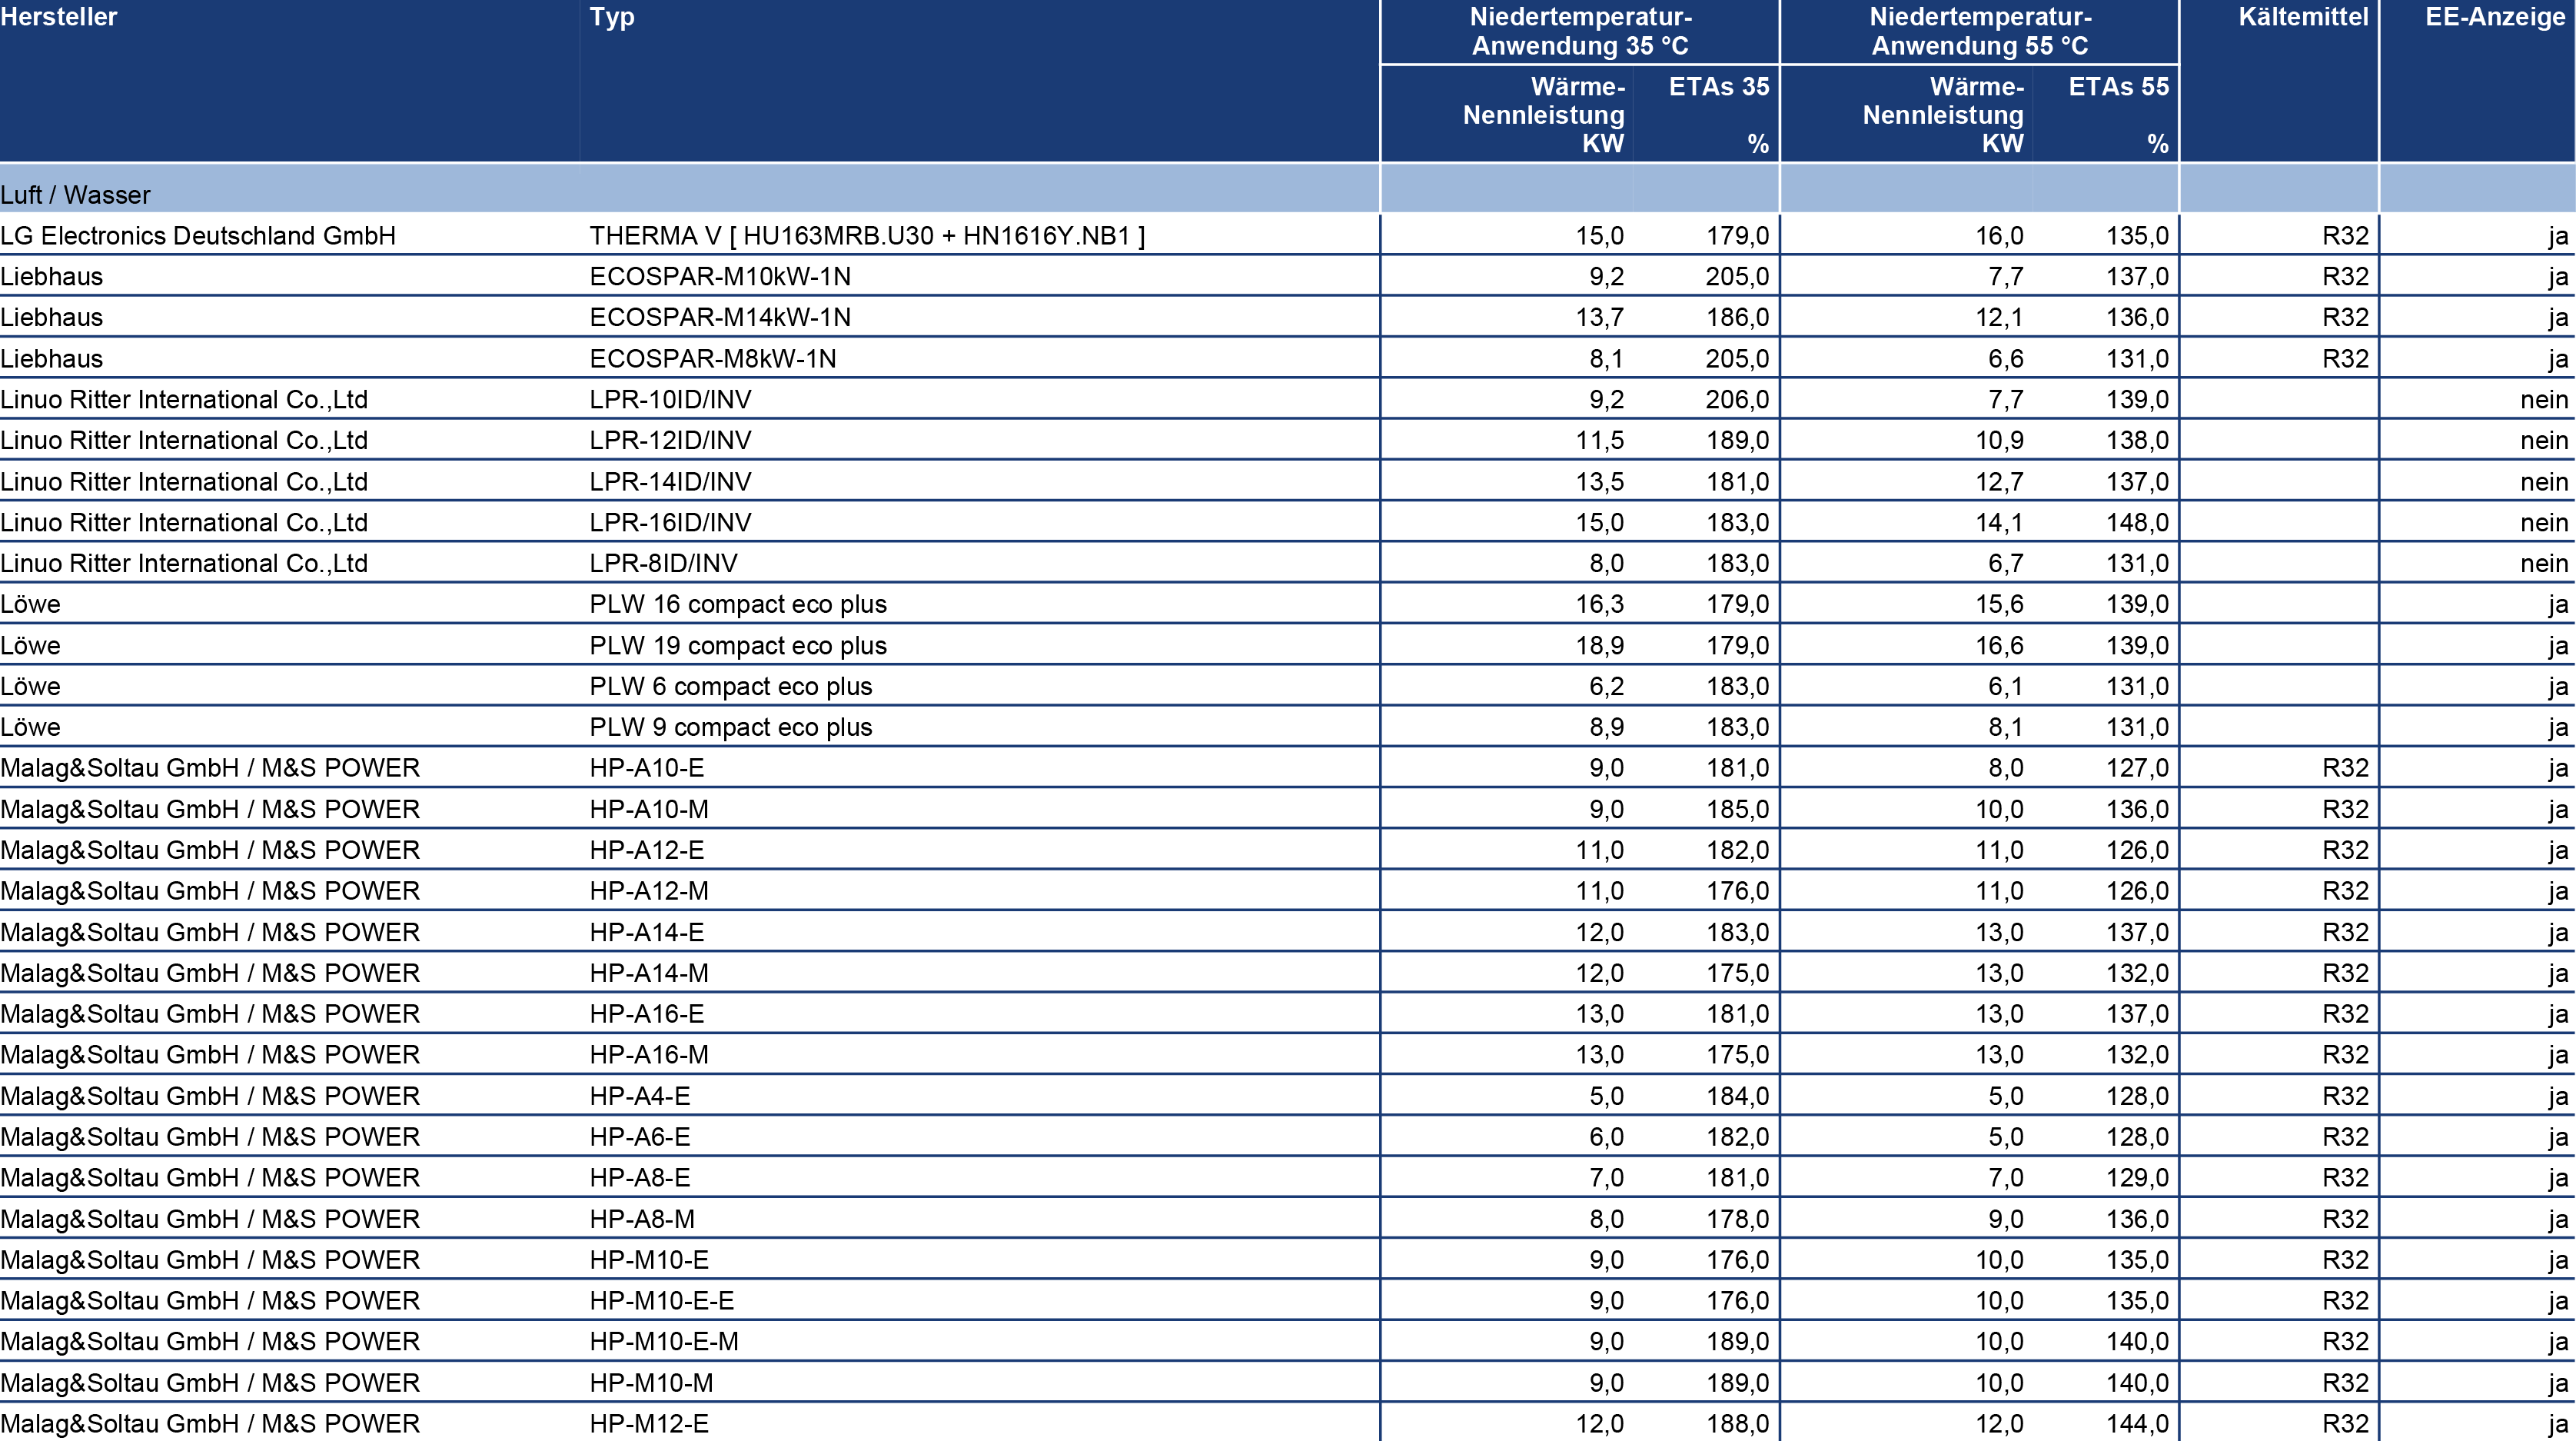 Hersteller Typ Niedertemperatur- Niedertemperatur- Kältemittel EE-Anzeige
Anwendung 35 °C Anwendung 55 °C
Wärme- ETAs 35 Wärme- ETAs 55
Nennleistung Nennleistung
KW % KW %
Luft / Wasser
LG Electronics Deutschland GmbH THERMA V [ HU163MRB.U30 + HN1616Y.NB1 ] 15,0 179,0 16,0 135,0 R32 ja
Liebhaus ECOSPAR-M10kW-1N 9,2 205,0 7,7 137,0 R32 ja
Liebhaus ECOSPAR-M14kW-1N 13,7 186,0 12,1 136,0 R32 ja
Liebhaus ECOSPAR-M8kW-1N 8,1 205,0 6,6 131,0 R32 ja
Linuo Ritter International Co.,Ltd LPR-10ID/INV 9,2 206,0 7,7 139,0 nein
Linuo Ritter International Co.,Ltd LPR-12ID/INV 11,5 189,0 10,9 138,0 nein
Linuo Ritter International Co.,Ltd LPR-14ID/INV 13,5 181,0 12,7 137,0 nein
Linuo Ritter International Co.,Ltd LPR-16ID/INV 15,0 183,0 14,1 148,0 nein
Linuo Ritter International Co.,Ltd LPR-8ID/INV 8,0 183,0 6,7 131,0 nein
Löwe PLW 16 compact eco plus 16,3 179,0 15,6 139,0 ja
Löwe PLW 19 compact eco plus 18,9 179,0 16,6 139,0 ja
Löwe PLW 6 compact eco plus 6,2 183,0 6,1 131,0 ja
Löwe PLW 9 compact eco plus 8,9 183,0 8,1 131,0 ja
Malag&Soltau GmbH / M&S POWER HP-A10-E 9,0 181,0 8,0 127,0 R32 ja
Malag&Soltau GmbH / M&S POWER HP-A10-M 9,0 185,0 10,0 136,0 R32 ja
Malag&Soltau GmbH / M&S POWER HP-A12-E 11,0 182,0 11,0 126,0 R32 ja
Malag&Soltau GmbH / M&S POWER HP-A12-M 11,0 176,0 11,0 126,0 R32 ja
Malag&Soltau GmbH / M&S POWER HP-A14-E 12,0 183,0 13,0 137,0 R32 ja
Malag&Soltau GmbH / M&S POWER HP-A14-M 12,0 175,0 13,0 132,0 R32 ja
Malag&Soltau GmbH / M&S POWER HP-A16-E 13,0 181,0 13,0 137,0 R32 ja
Malag&Soltau GmbH / M&S POWER HP-A16-M 13,0 175,0 13,0 132,0 R32 ja
Malag&Soltau GmbH / M&S POWER HP-A4-E 5,0 184,0 5,0 128,0 R32 ja
Malag&Soltau GmbH / M&S POWER HP-A6-E 6,0 182,0 5,0 128,0 R32 ja
Malag&Soltau GmbH / M&S POWER HP-A8-E 7,0 181,0 7,0 129,0 R32 ja
Malag&Soltau GmbH / M&S POWER HP-A8-M 8,0 178,0 9,0 136,0 R32 ja
Malag&Soltau GmbH / M&S POWER HP-M10-E 9,0 176,0 10,0 135,0 R32 ja
Malag&Soltau GmbH / M&S POWER HP-M10-E-E 9,0 176,0 10,0 135,0 R32 ja
Malag&Soltau GmbH / M&S POWER HP-M10-E-M 9,0 189,0 10,0 140,0 R32 ja
Malag&Soltau GmbH / M&S POWER HP-M10-M 9,0 189,0 10,0 140,0 R32 ja
Malag&Soltau GmbH / M&S POWER HP-M12-E 12,0 188,0 12,0 144,0 R32 ja